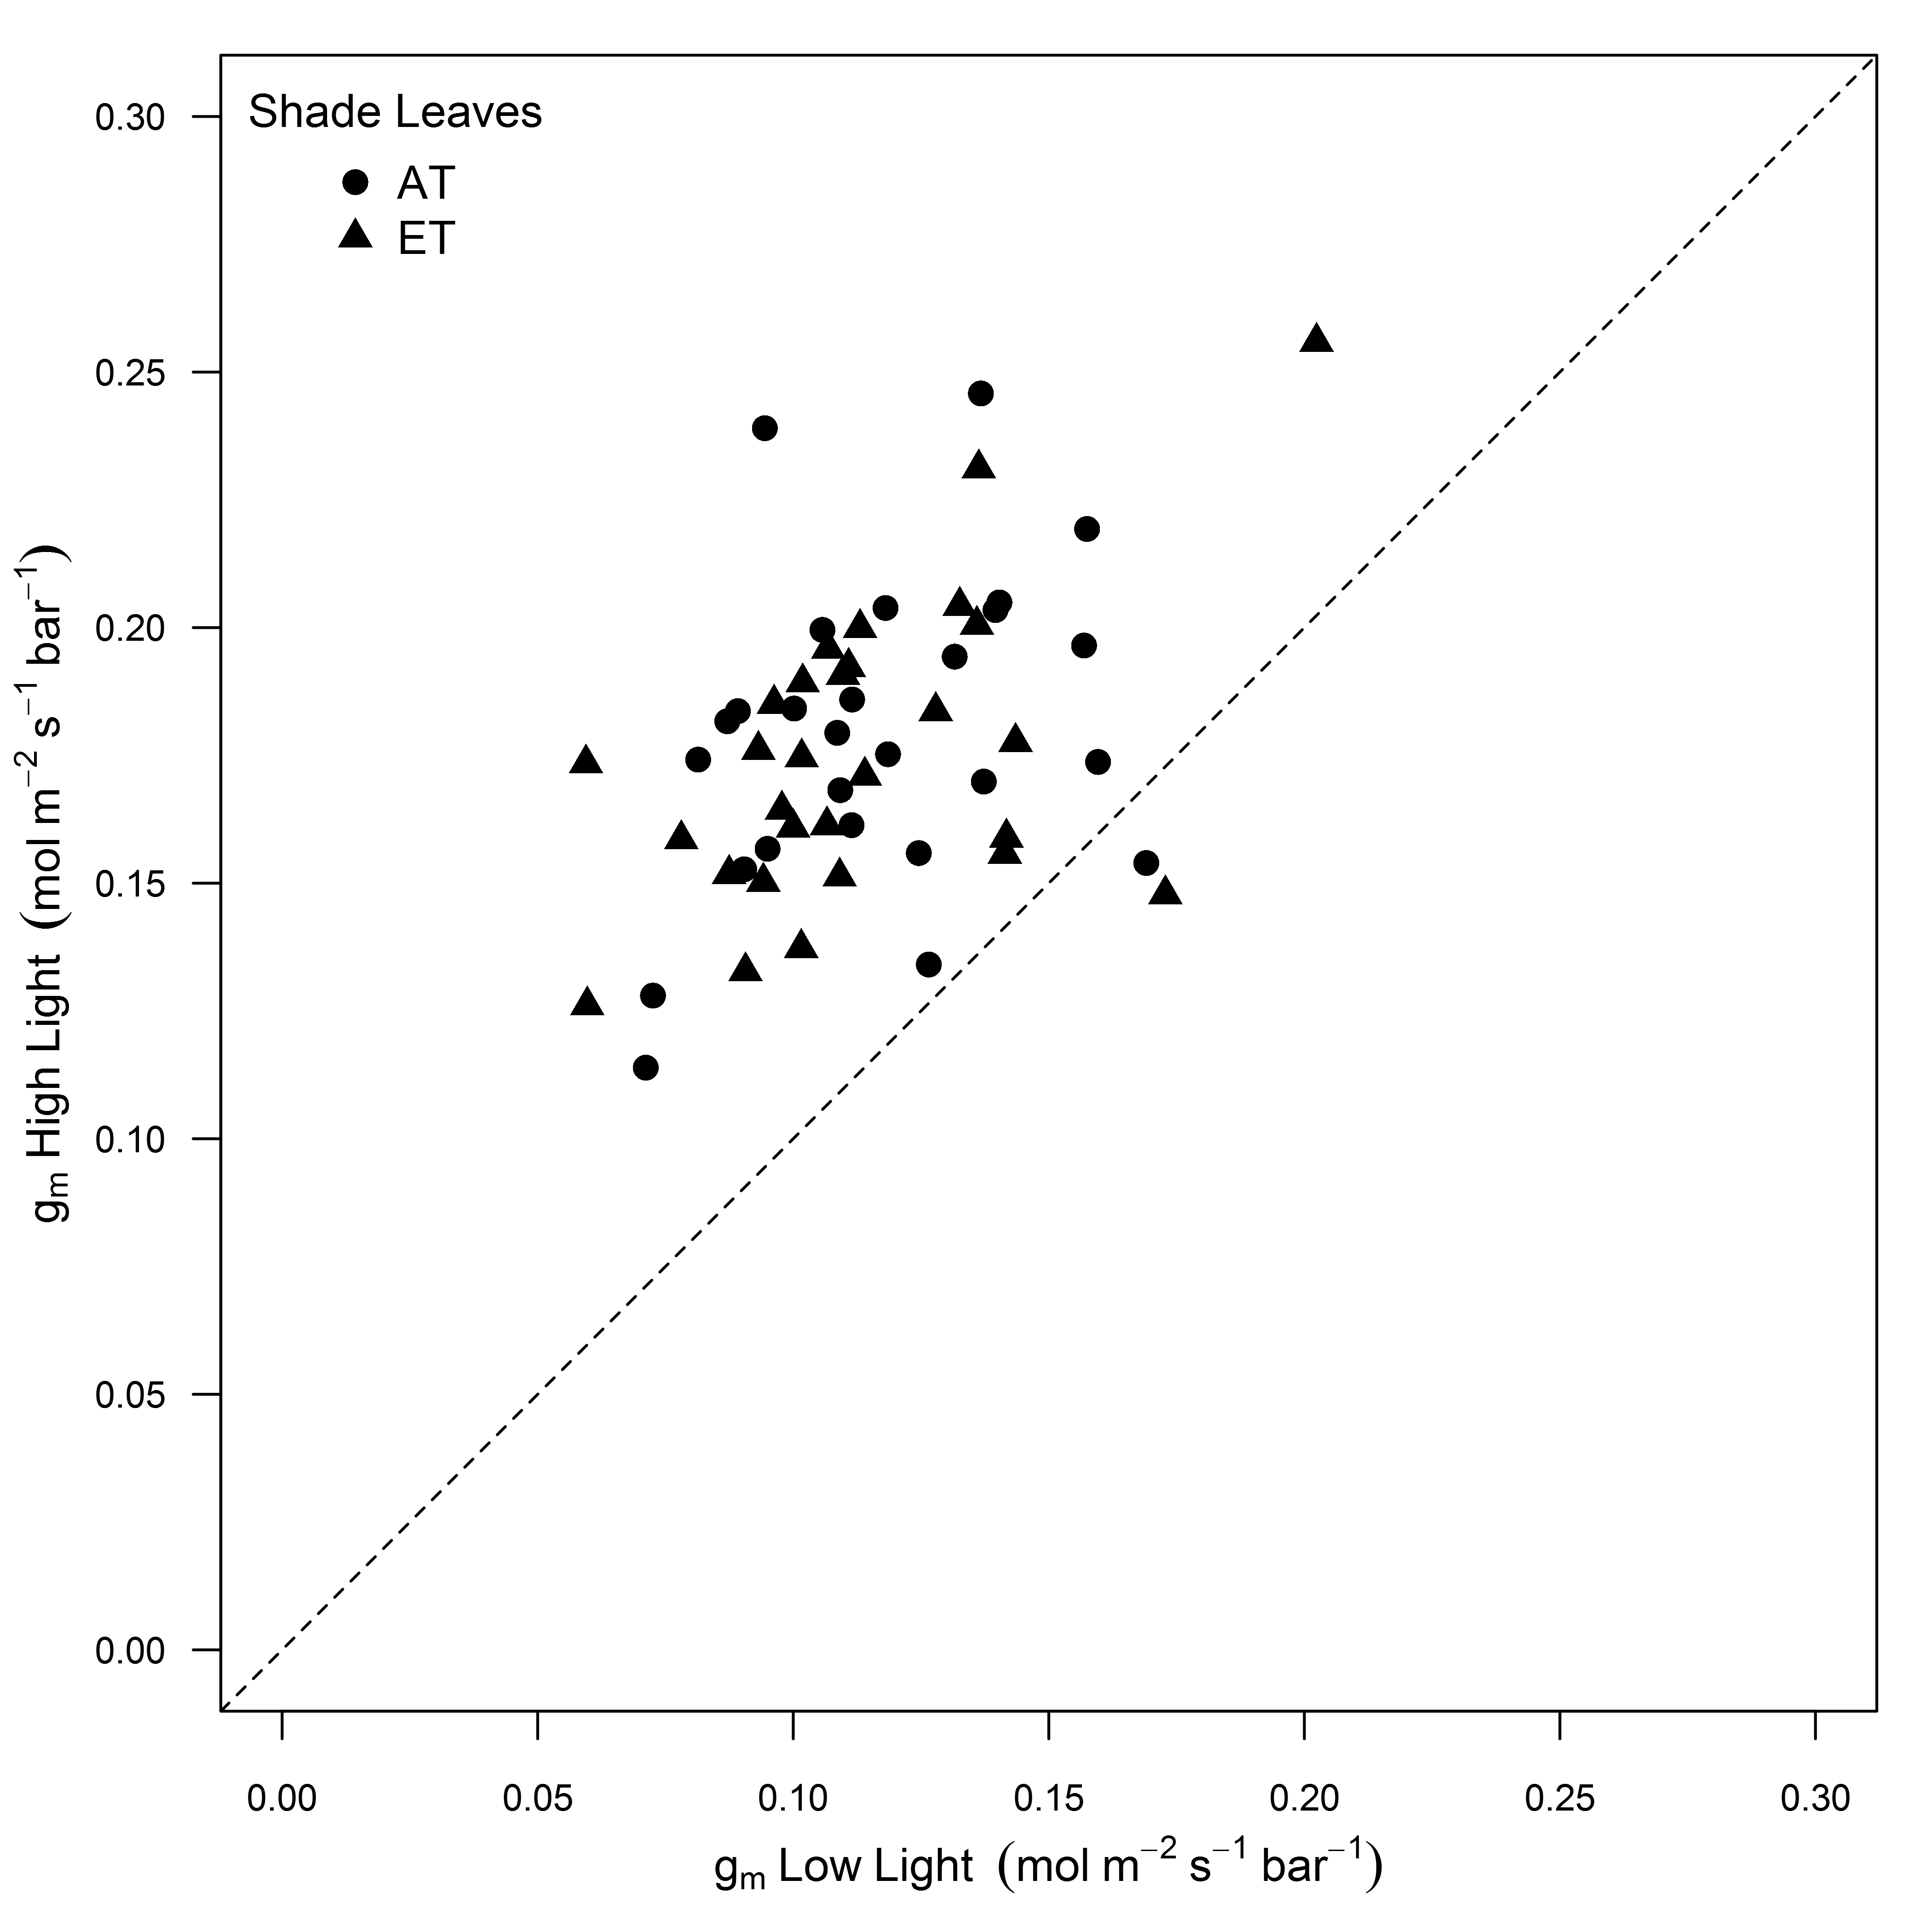 Shade Leaves
AT
ET
0.30
0.25
0.20
0.15
0.10
0.05
0.00
gₘ High Light (mol m⁻² s⁻¹ bar⁻¹)
0.00 0.05 0.10 0.15 0.20 0.25 0.30
gₘ Low Light (mol m⁻² s⁻¹ bar⁻¹)